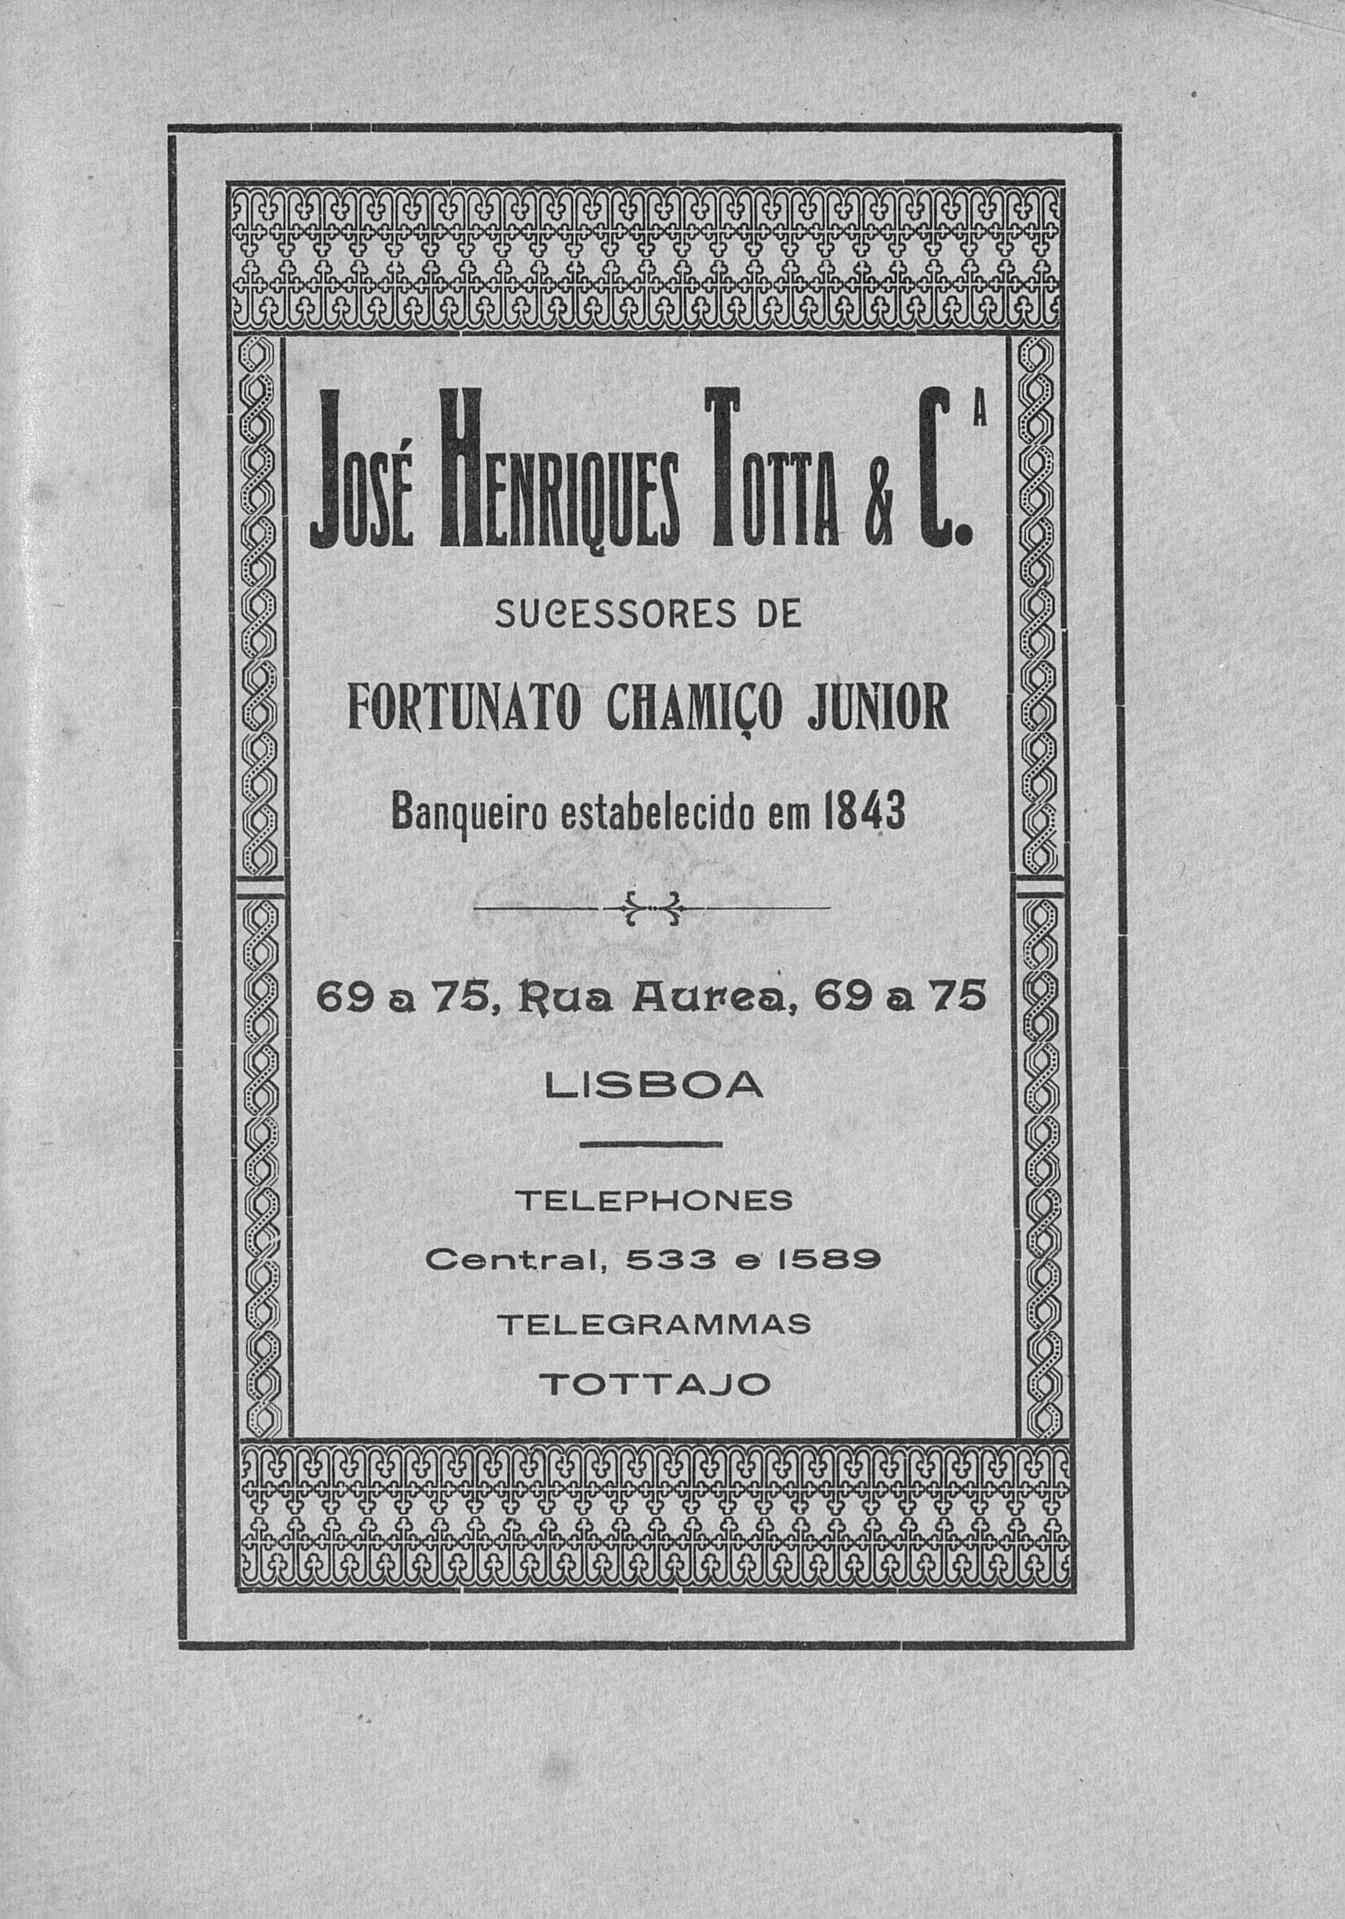 JOSÉ HENRIQUES TOTTA & C.A
SUCESSORES DE
FORTUNATO CHAMIÇO JUNIOR
Banqueiro estabelecido em 1843
69 a 75, Rua Aurea, 69 a 75
LISBOA
TELEPHONES
Central, 533 e 1589
TELEGRAMMAS
TOTTAJO